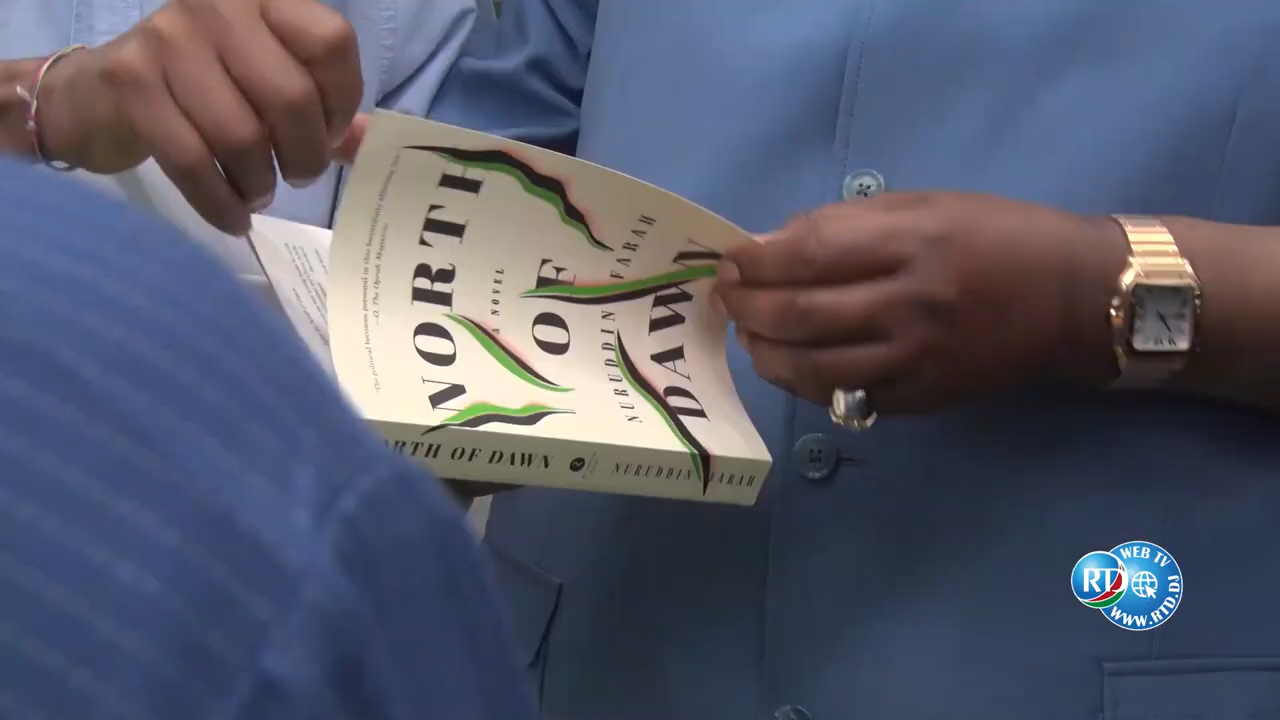 NORTH
OF
DAWN
A NOVEL
NURUDDIN FARAH
—O, The Oprah Magazine
ORTH OF DAWN
NURUDDIN FARAH
WEB TV
RTD
WWW.RTD.DJ